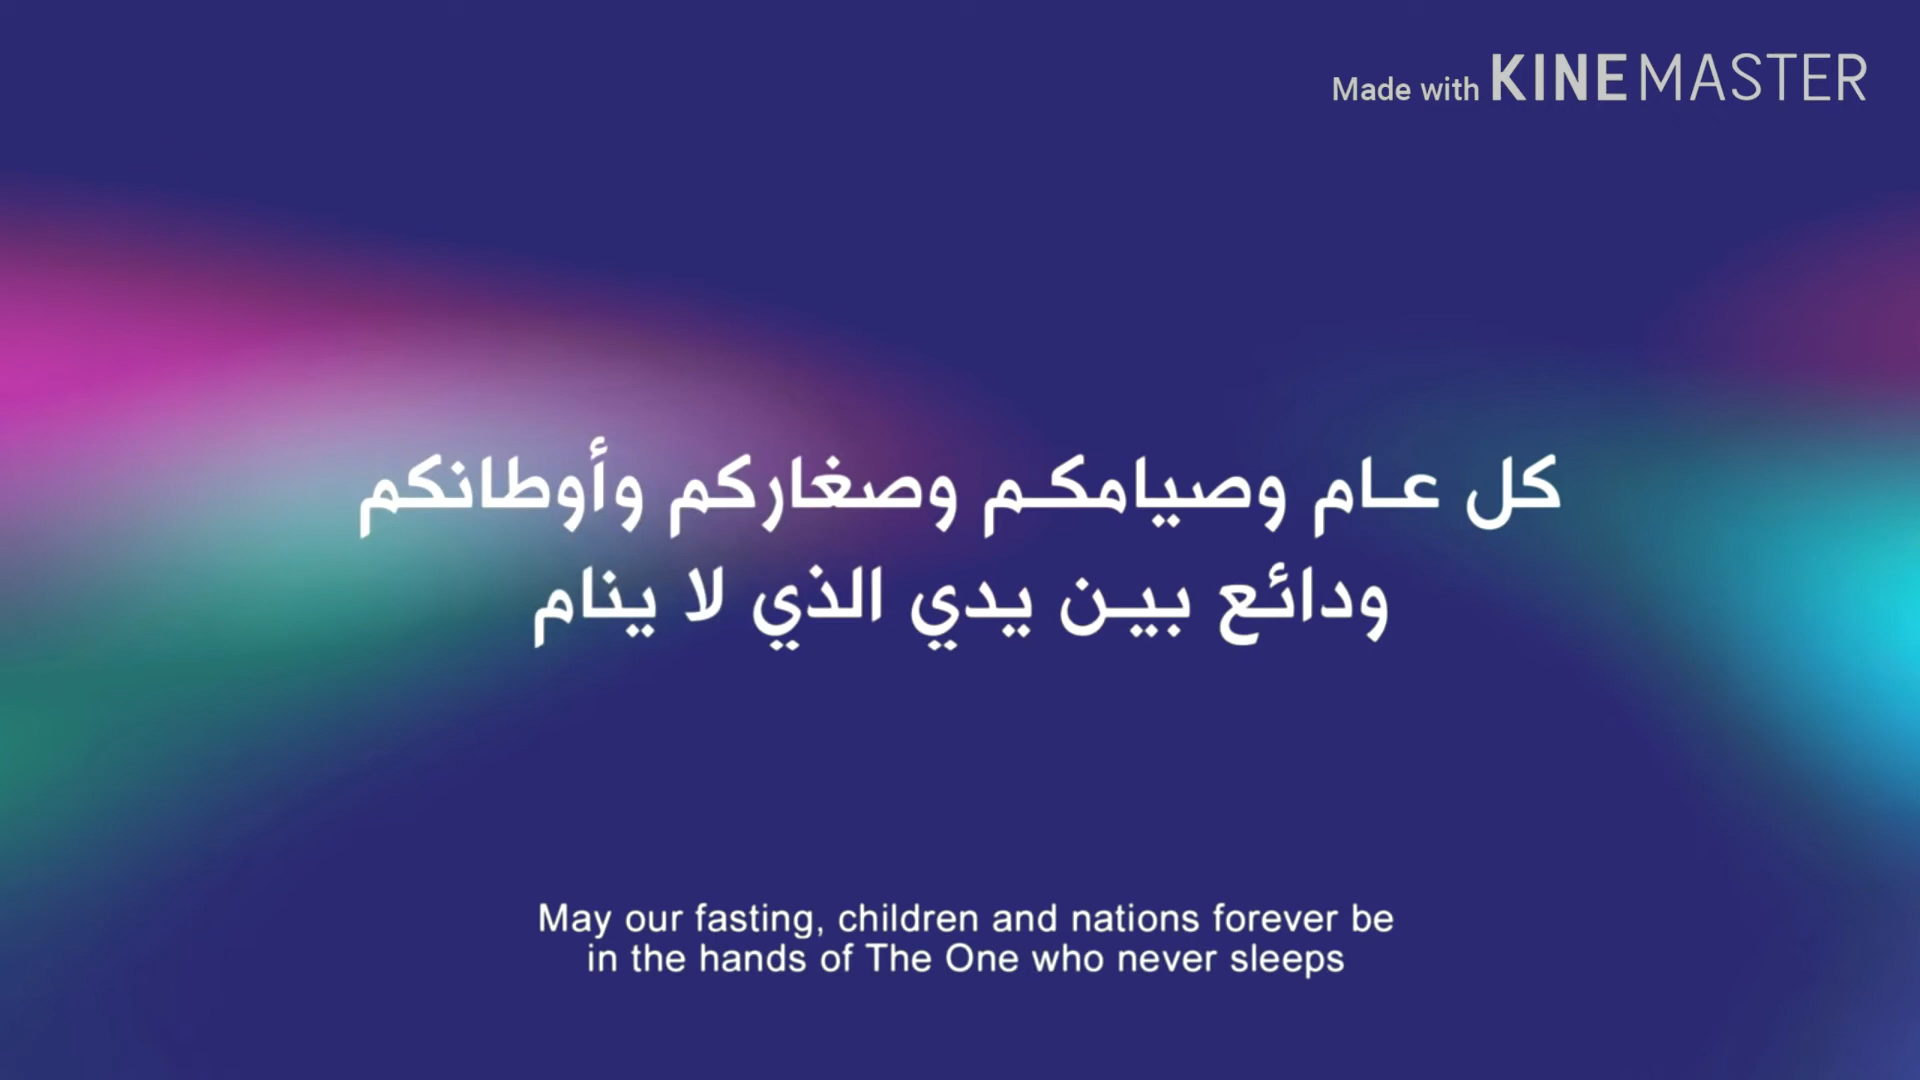 Made with KINEMASTER
كل عام وصيامكم وصغاركم وأوطانكم
ودائع بين يدي الذي لا ينام
May our fasting, children and nations forever be
in the hands of The One who never sleeps